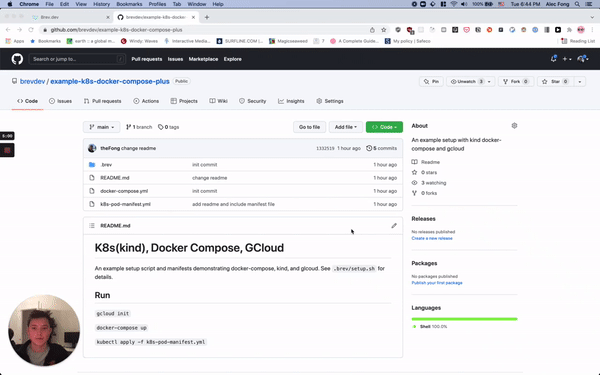 Chrome File Edit View History Bookmarks Profiles Tab Window Help
Tue 6:44 PM Alec Fong
Brev.dev
brevdev/example-k8s-docker-
github.com/brevdev/example-k8s-docker-compose-plus
Apps Bookmarks earth :: a global m... Windy: Windy Interactive Medieval... SURFLINE.COM |... Magicseaweed A Complete Guide... My policy | Safeco
Reading List
Search or jump to...
Pull requests Issues Marketplace Explore
brevdev / example-k8s-docker-compose-plus Public
Pin Unwatch 3 Fork 0 Star 0
Code Issues Pull requests Actions Projects Wiki Security Insights Settings
main 1 branch 0 tags
Go to file Add file Code
theFong change readme 1332519 1 hour ago 5 commits
.brev init commit 1 hour ago
README.md change readme 1 hour ago
docker-compose.yml init commit 1 hour ago
k8s-pod-manifest.yml add readme and include manifest file 1 hour ago
README.md
K8s(kind), Docker Compose, GCloud
An example setup script and manifests demonstrating docker-compose, kind, and gloud. See .brev/setup.sh for
details.
Run
gcloud init
docker-compose up
kubectl apply -f k8s-pod-manifest.yml
About
An example setup with kind docker-
compose and gcloud
Readme
0 stars
3 watching
0 forks
Releases
No releases published
Create a new release
Packages
No packages published
Publish your first package
Languages
Shell 100.0%